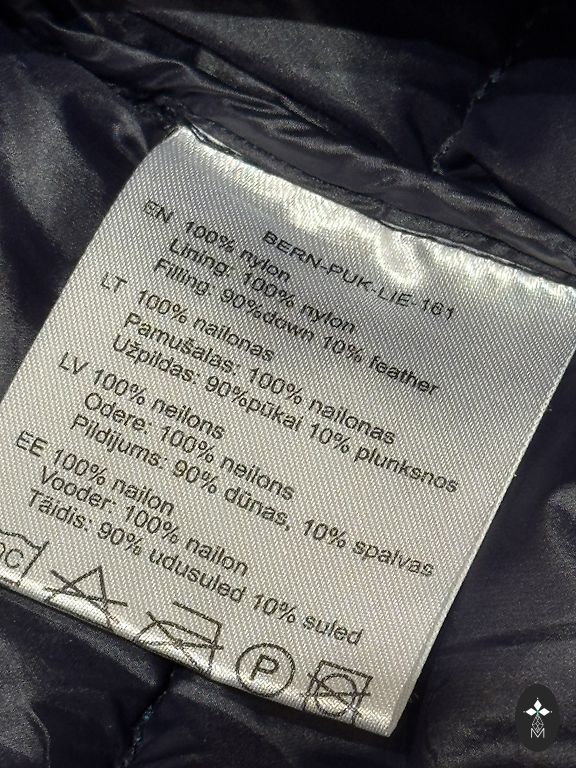 BERN-PUK-LIE-161
EN 100% nylon
Lining: 100% nylon
Filling: 90%down 10% feather
LT 100% nailonas
Pamušalas: 100% nailonas
Užpildas: 90%pūkai 10% plunksnos
LV 100% neilons
Odere: 100% neilons
Pildījums: 90% dūnas, 10% spalvas
EE 100% nailon
Vooder: 100% nailon
Täidis: 90% udusuled 10% suled
P
M